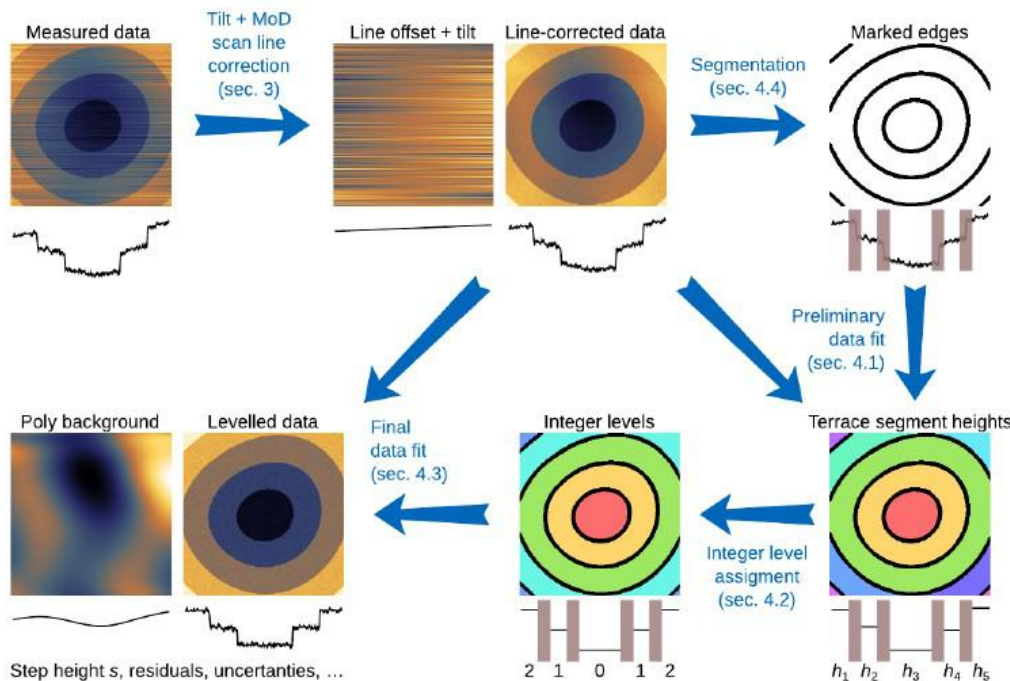 Measured data
Tilt + MoD
scan line
correction
(sec. 3)
Line offset + tilt
Line-corrected data
Segmentation
(sec. 4.4)
Marked edges
Preliminary
data fit
(sec. 4.1)
Poly background
Levelled data
Final
data fit
(sec. 4.3)
Integer levels
Terrace segment heights
Integer level
assigment
(sec. 4.2)
2 1 0 1 2
h₁ h₂ h₃ h₄ h₅
Step height s, residuals, uncertanties, …